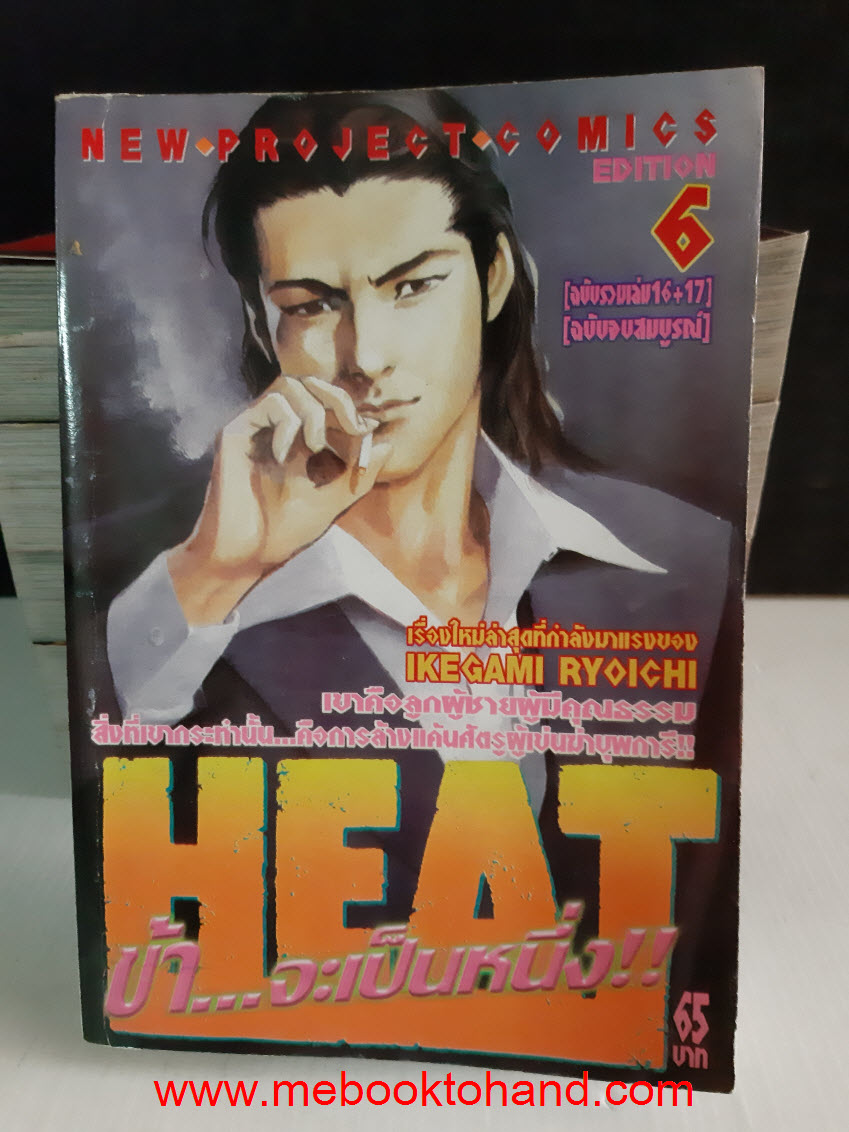 NEW PROJECT COMICS
EDITION
6
[ฉบับรวมเล่ม16+17]
[ฉบับจบสมบูรณ์]
เรื่องใหม่ล่าสุดที่กำลังมาแรงของ
IKEGAMI RYOICHI
เขาคือลูกผู้ชายผู้มีคุณธรรม
สิ่งที่เขากระทำนั้น...คือการล้างแค้นศัตรูผู้เข่นฆ่าบุพการี!!
HEAT
ข้า...จะเป็นหนึ่ง!!
65
บาท
www.mebooktohand.com